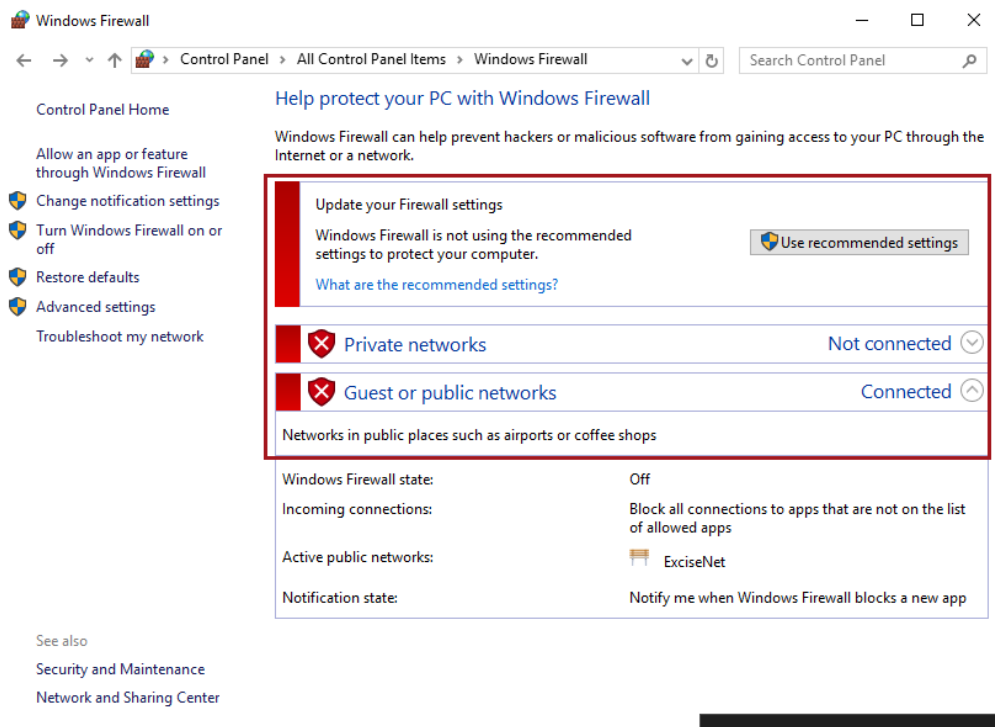 Windows Firewall
Control Panel > All Control Panel Items > Windows Firewall
Search Control Panel
Control Panel Home
Allow an app or feature
through Windows Firewall
Change notification settings
Turn Windows Firewall on or
off
Restore defaults
Advanced settings
Troubleshoot my network
Help protect your PC with Windows Firewall
Windows Firewall can help prevent hackers or malicious software from gaining access to your PC through the
Internet or a network.
Update your Firewall settings
Windows Firewall is not using the recommended
settings to protect your computer.
Use recommended settings
What are the recommended settings?
Private networks Not connected
Guest or public networks Connected
Networks in public places such as airports or coffee shops
Windows Firewall state: Off
Incoming connections: Block all connections to apps that are not on the list
of allowed apps
Active public networks: ExciseNet
Notification state: Notify me when Windows Firewall blocks a new app
See also
Security and Maintenance
Network and Sharing Center